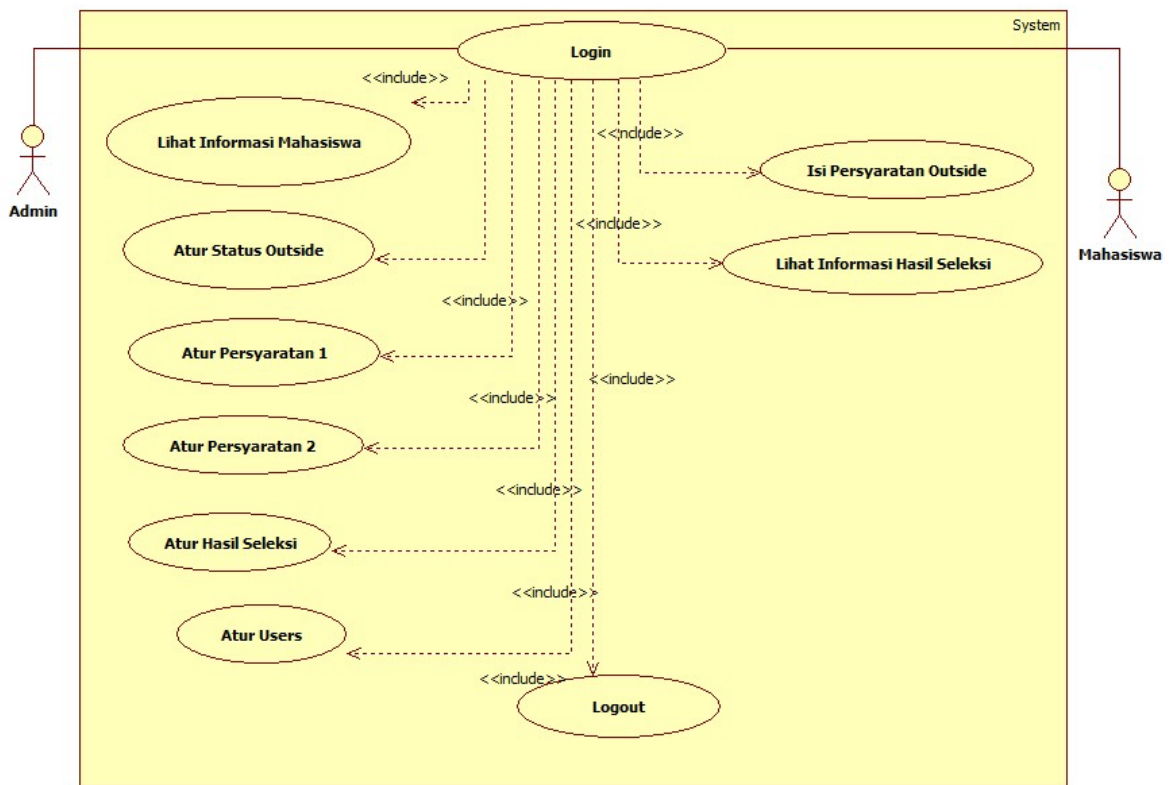 System
Login
<<include>>
Lihat Informasi Mahasiswa
<<include>>
Isi Persyaratan Outside
Admin
Mahasiswa
Atur Status Outside
<<include>>
Lihat Informasi Hasil Seleksi
<<include>>
Atur Persyaratan 1
<<include>>
<<include>>
Atur Persyaratan 2
<<include>>
Atur Hasil Seleksi
<<include>>
Atur Users
<<include>>
Logout